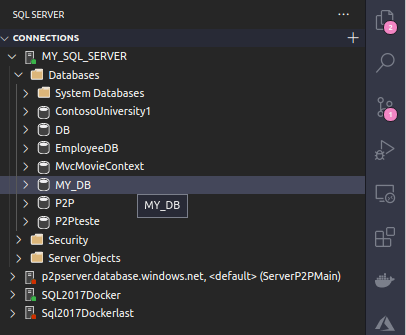 SQL SERVER
...
CONNECTIONS
+
MY_SQL_SERVER
Databases
System Databases
ContosoUniversity1
DB
EmployeeDB
MvcMovieContext
MY_DB
P2P
MY_DB
P2Pteste
Security
Server Objects
p2pserver.database.windows.net, <default> (ServerP2PMain)
SQL2017Docker
Sql2017Dockerlast
2
1